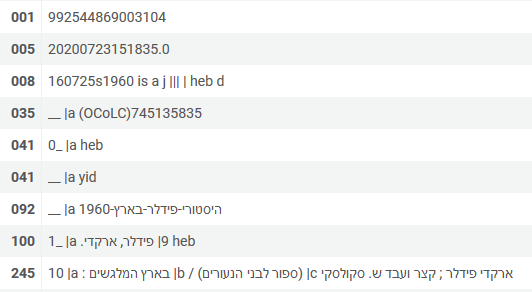 001 992544869003104
005 20200723151835.0
008 160725s1960 is a j ||| | heb d
035 __ |a (OCoLC)745135835
041 0_ |a heb
041 __ |a yid
092 __ |a היסטורי-פידלר-בארץ-1960
100 1_ |a פידלר, ארקדי. |9 heb
245 10 |a בארץ המלגשים : |b (ספור לבני הנעורים) / |c ארקדי פידלר ; קצר ועבד ש. סקולסקי